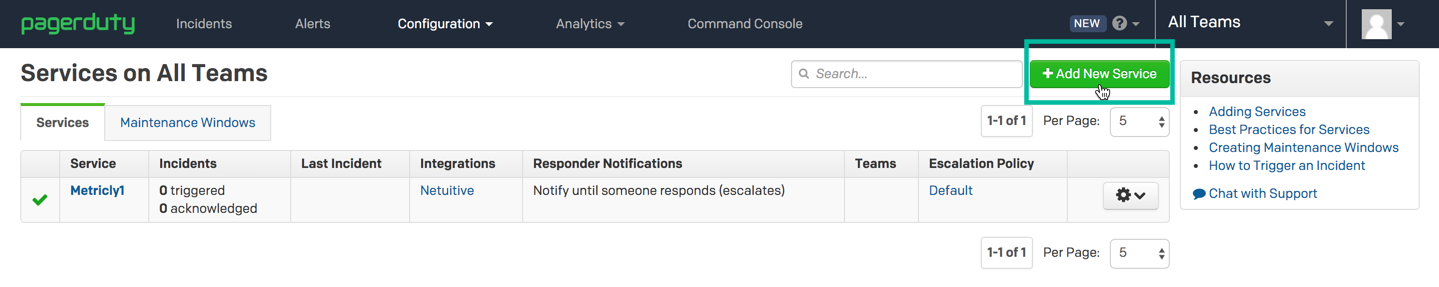 pagerduty Incidents Alerts Configuration Analytics Command Console NEW ? All Teams
Services on All Teams
Search...
+ Add New Service
Services Maintenance Windows
1-1 of 1 Per Page: 5
Service Incidents Last Incident Integrations Responder Notifications Teams Escalation Policy
Metricly1 0 triggered Netuitive Notify until someone responds (escalates) Default
0 acknowledged
1-1 of 1 Per Page: 5
Resources
Adding Services
Best Practices for Services
Creating Maintenance Windows
How to Trigger an Incident
Chat with Support